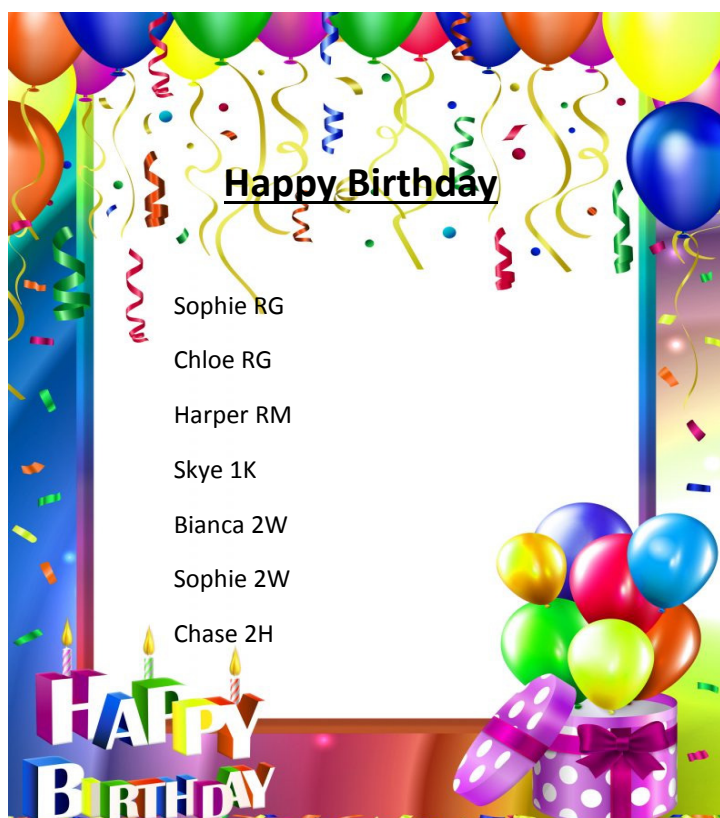 Happy Birthday
Sophie RG
Chloe RG
Harper RM
Skye 1K
Bianca 2W
Sophie 2W
Chase 2H
HAPPY
BIRTHDAY